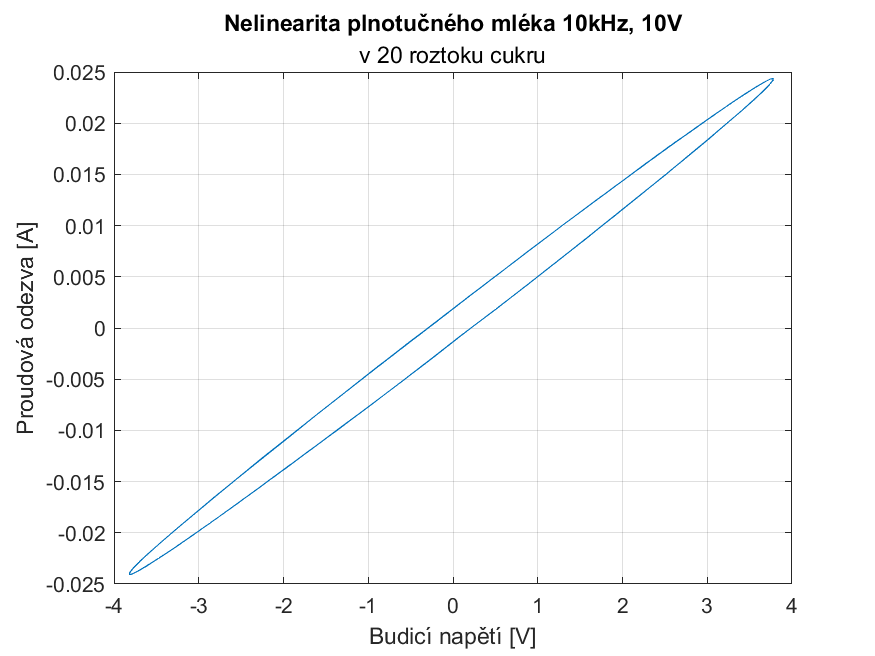 Nelinearita plnotučného mléka 10kHz, 10V
v 20 roztoku cukru
0.025
0.02
0.015
0.01
0.005
0
-0.005
-0.01
-0.015
-0.02
-0.025
Proudová odezva [A]
-4 -3 -2 -1 0 1 2 3 4
Budicí napětí [V]